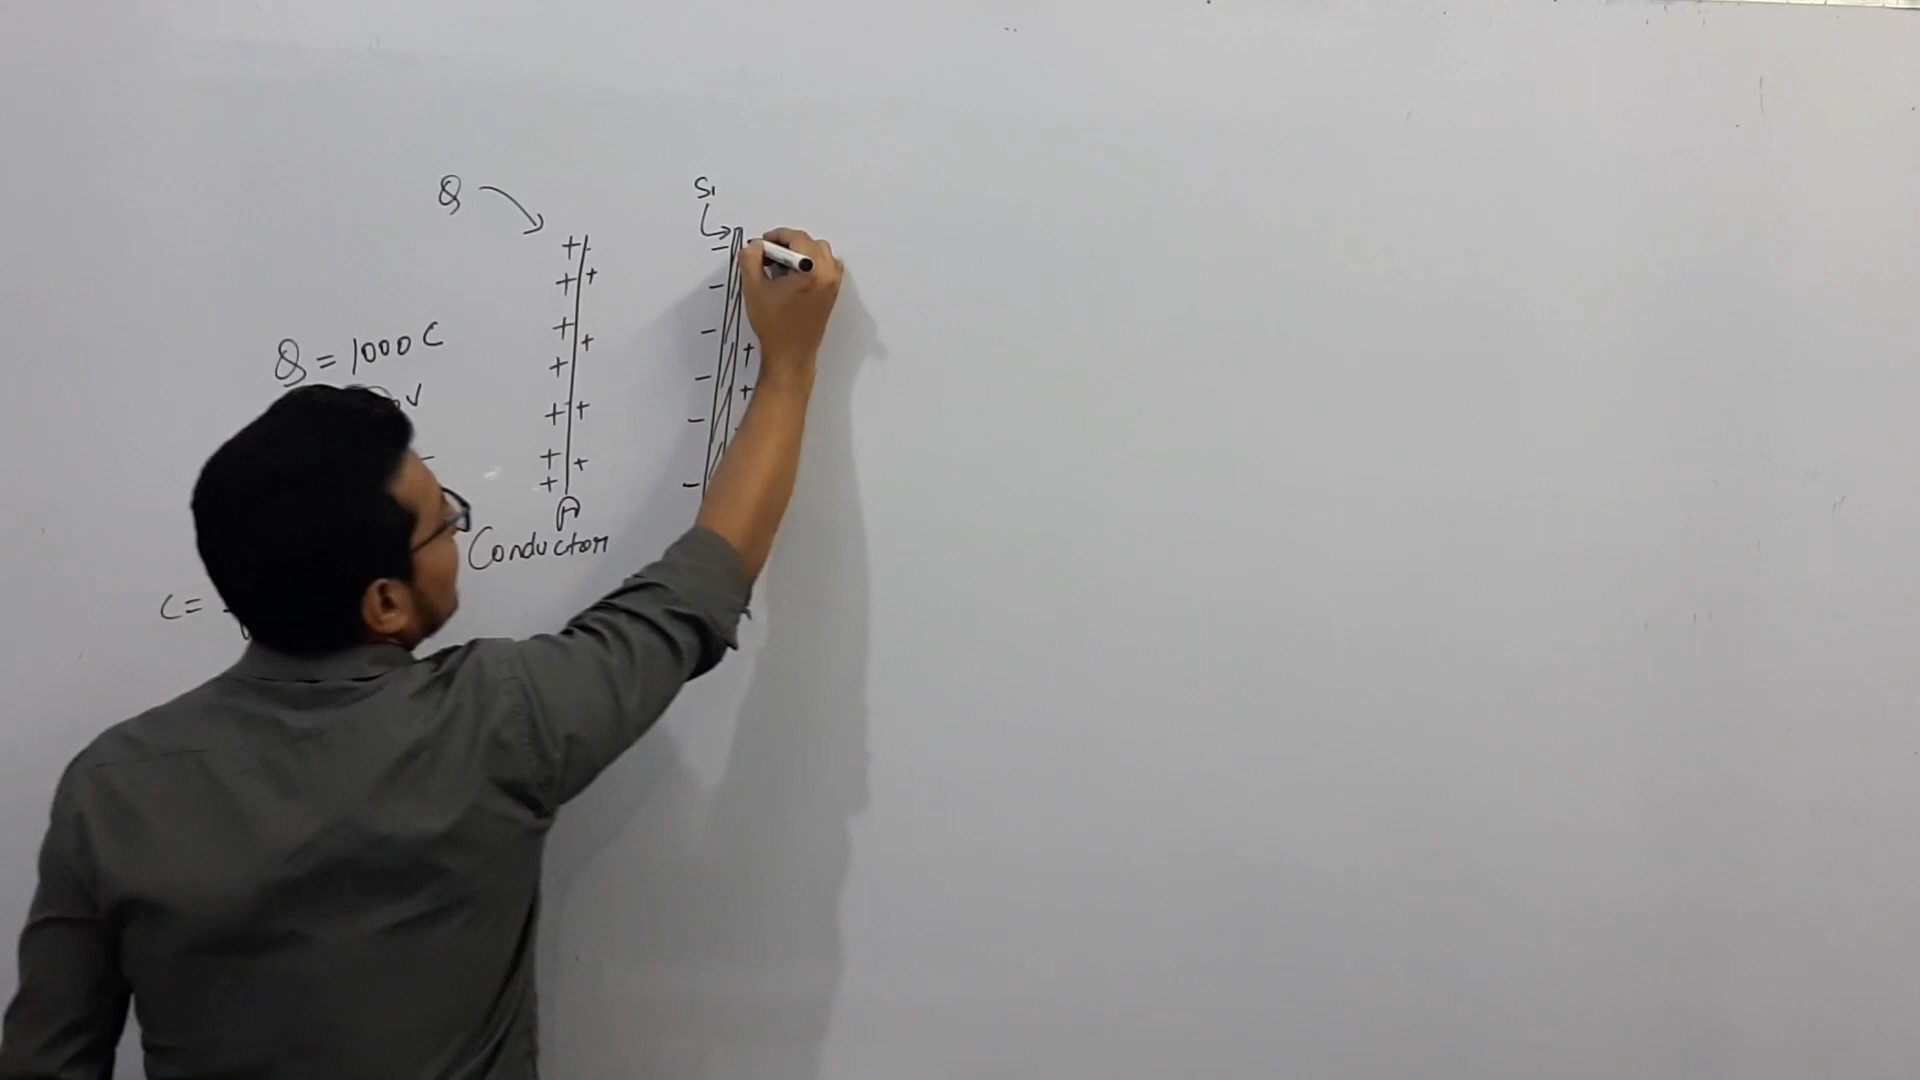 Q
S1
+ +
+ +
+
+ +
+
+ +
+ +
+
−
−
−
−
−
−
+
+
Q = 1000 C
V
A
Conductor
C =